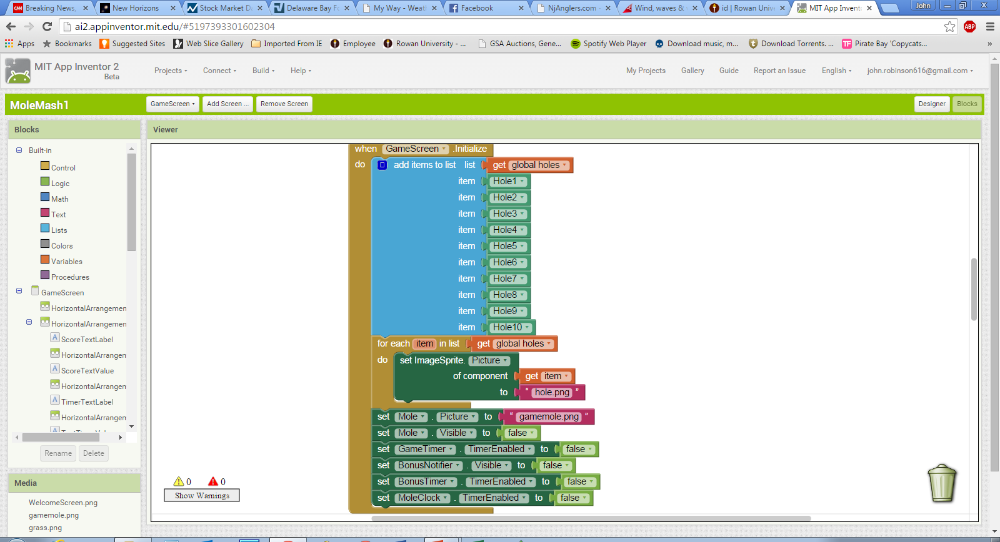 Breaking News,
New Horizons
Stock Market Da
Delaware Bay Fo
My Way - Weath
Facebook
NjAnglers.com -
Wind, waves &
id | Rowan Univ
MIT App Invent
John
ai2.appinventor.mit.edu/#5197393301602304
ABP
Apps Bookmarks Suggested Sites Web Slice Gallery Imported From IE Employee Rowan University - ... GSA Auctions, Gene... Spotify Web Player Download music, m... Download Torrents. ... Pirate Bay 'Copycats... »
MIT App Inventor 2
Beta
Projects Connect Build Help
My Projects Gallery Guide Report an Issue English john.robinson616@gmail.com
MoleMash1
GameScreen Add Screen ... Remove Screen
Designer Blocks
Blocks
Built-in
Control
Logic
Math
Text
Lists
Colors
Variables
Procedures
GameScreen
HorizontalArrangemen
HorizontalArrangemen
A ScoreTextLabel
HorizontalArrangem
A ScoreTextValue
HorizontalArrangem
A TimerTextLabel
HorizontalArrangem
Rename Delete
Media
WelcomeScreen.png
gamemole.png
grass.png
Viewer
when GameScreen .Initialize
do add items to list list get global holes
item Hole1
item Hole2
item Hole3
item Hole4
item Hole5
item Hole6
item Hole7
item Hole8
item Hole9
item Hole10
for each item in list get global holes
do set ImageSprite. Picture
of component get item
to " hole.png "
set Mole . Picture to " gamemole.png "
set Mole . Visible to false
set GameTimer . TimerEnabled to false
set BonusNotifier . Visible to false
set BonusTimer . TimerEnabled to false
set MoleClock . TimerEnabled to false
0 0
Show Warnings